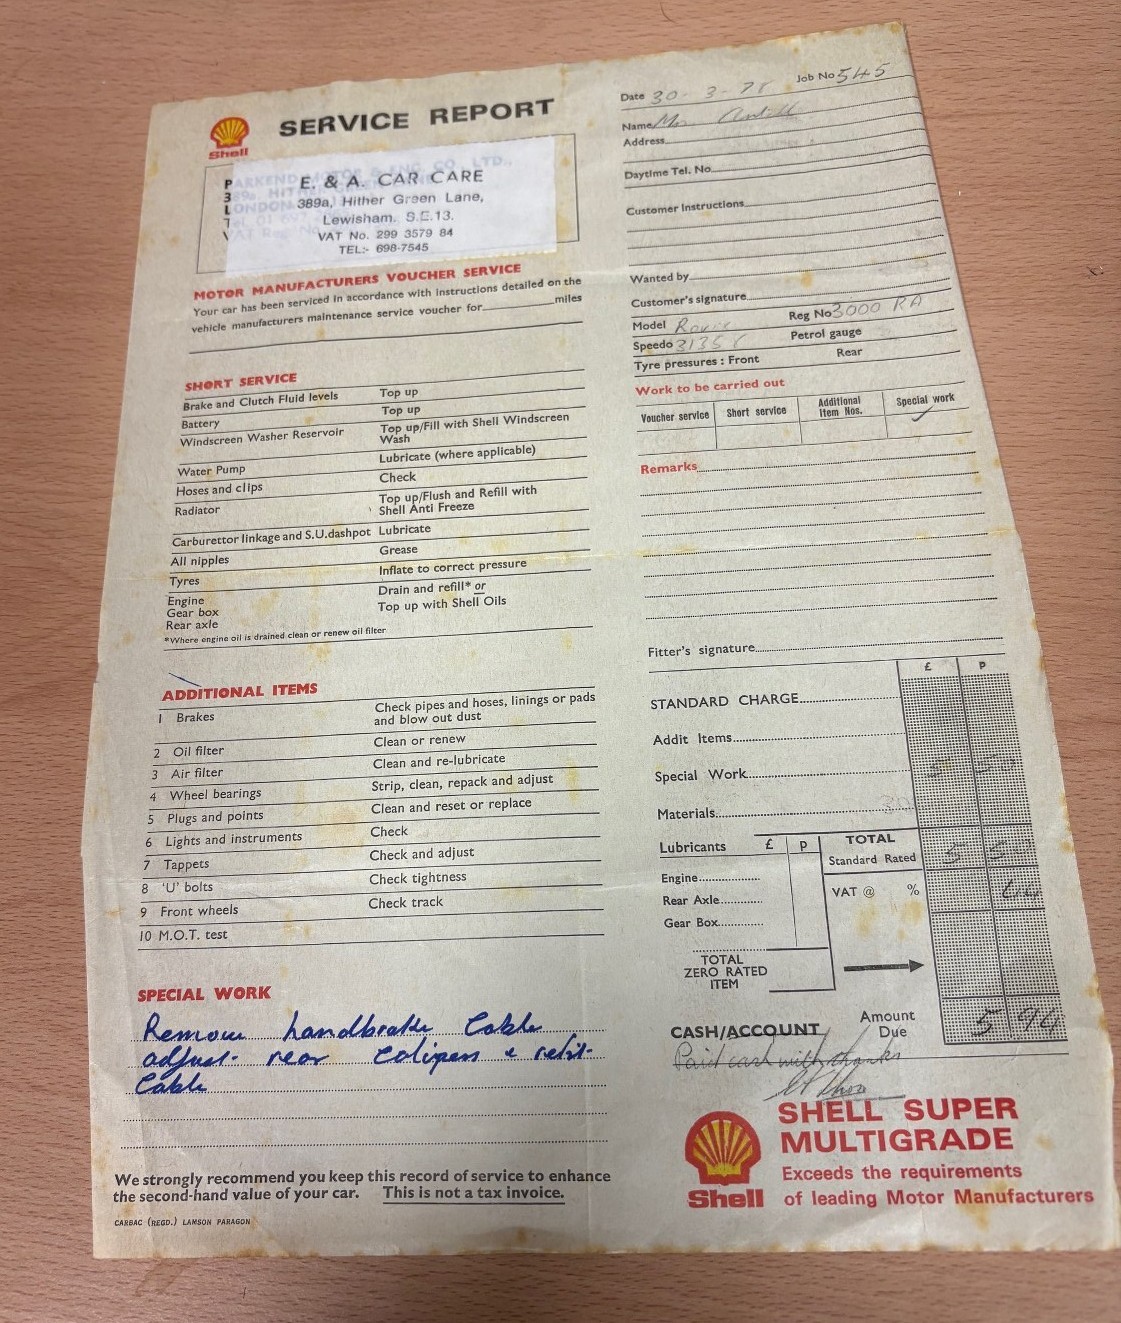 Shell
SERVICE REPORT
E. & A. CAR CARE
389a, Hither Green Lane,
Lewisham. S.E.13.
VAT No. 299 3579 84
TEL:- 698-7545
MOTOR MANUFACTURERS VOUCHER SERVICE
Your car has been serviced in accordance with instructions detailed on the
vehicle manufacturers maintenance service voucher for miles
SHORT SERVICE
Brake and Clutch Fluid levels Top up
Battery Top up
Windscreen Washer Reservoir Top up/Fill with Shell Windscreen
Wash
Water Pump Lubricate (where applicable)
Hoses and clips Check
Radiator Top up/Flush and Refill with
Shell Anti Freeze
Carburettor linkage and S.U.dashpot Lubricate
All nipples Grease
Tyres Inflate to correct pressure
Engine Drain and refill* or
Gear box Top up with Shell Oils
Rear axle
*Where engine oil is drained clean or renew oil filter
ADDITIONAL ITEMS
1 Brakes Check pipes and hoses, linings or pads
and blow out dust
2 Oil filter Clean or renew
3 Air filter Clean and re-lubricate
4 Wheel bearings Strip, clean, repack and adjust
5 Plugs and points Clean and reset or replace
6 Lights and instruments Check
7 Tappets Check and adjust
8 'U' bolts Check tightness
9 Front wheels Check track
10 M.O.T. test
SPECIAL WORK
Remove handbrake Cable
adjust rear Calipers & refit
Cable
We strongly recommend you keep this record of service to enhance
the second-hand value of your car. This is not a tax invoice.
CARBAC (REGD.) LAMSON PARAGON
Job No 545
Date 30 - 3 - 78
Name Mr
Address
Daytime Tel. No.
Customer Instructions
Wanted by
Customer's signature
Model Reg No 3000 RA
Speedo Petrol gauge
Tyre pressures : Front Rear
Work to be carried out
Voucher service Short service Additional Item Nos. Special work
Remarks
Fitter's signature
£ P
STANDARD CHARGE
Addit Items
Special Work
Materials
Lubricants £ P TOTAL
Standard Rated 5
Engine
VAT @ %
Rear Axle
Gear Box
TOTAL
ZERO RATED
ITEM
CASH/ACCOUNT Amount
Due 5 94
Paid cash with thanks
Shell
SHELL SUPER
MULTIGRADE
Exceeds the requirements
of leading Motor Manufacturers